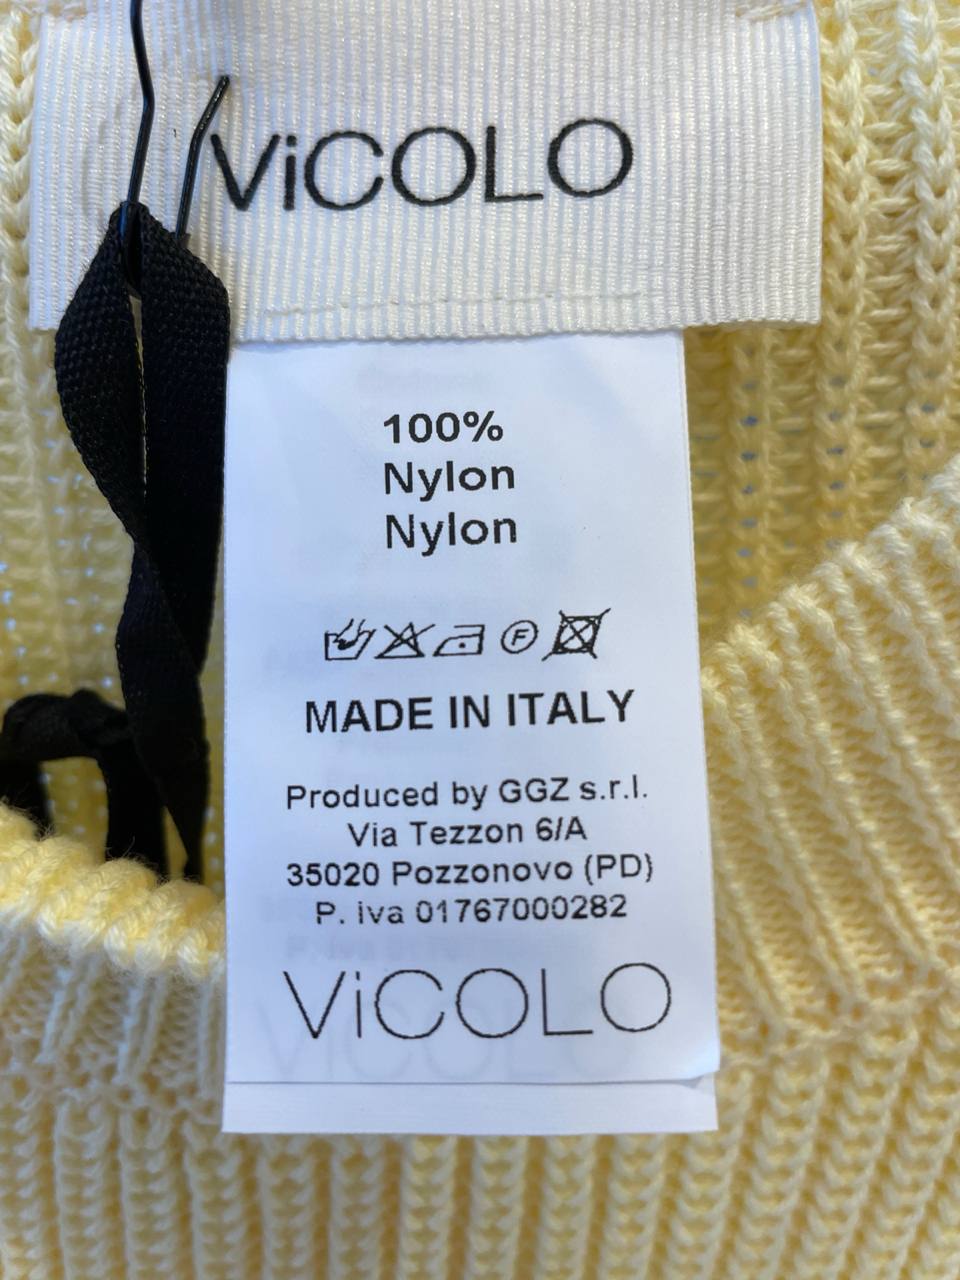 ViCOLO
100%
Nylon
Nylon
F
MADE IN ITALY
Produced by GGZ s.r.l.
Via Tezzon 6/A
35020 Pozzonovo (PD)
P. iva 01767000282
ViCOLO